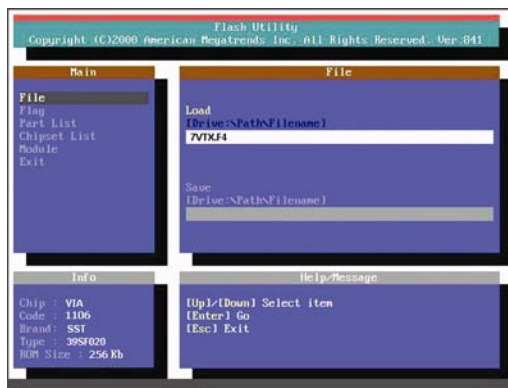 Flash Utility
Copyright (C)2000 American Megatrends Inc. All Rights Reserved. Ver:841
Main
File
Flag
Part List
Chipset List
Module
Exit
File
Load
[Drive:\Path\Filename]
7VTX.F4
Save
[Drive:\Path\Filename]
Info
Chip : VIA
Code : 1106
Brand: SST
Type : 39SF020
ROM Size : 256 Kb
Help/Message
[Up]/[Down] Select item
[Enter] Go
[Esc] Exit